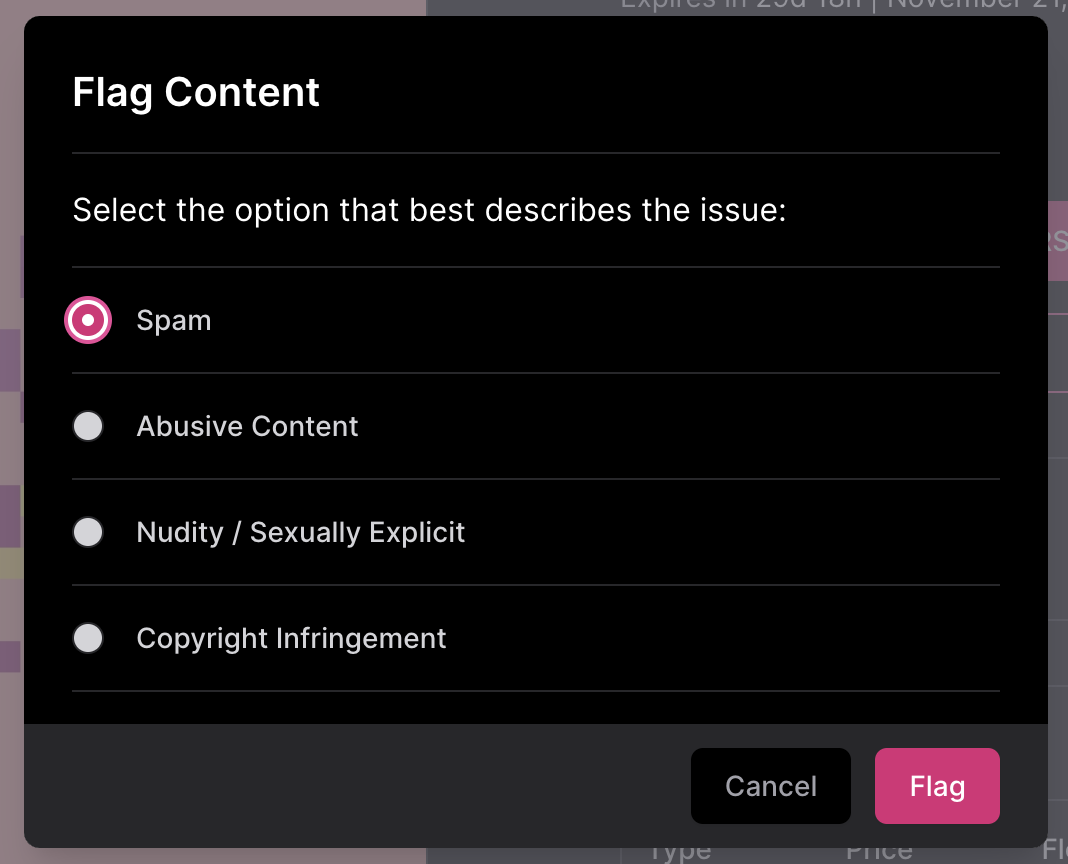 Expires in 29d 18h | November 21,
Flag Content
Select the option that best describes the issue:
Spam
Abusive Content
Nudity / Sexually Explicit
Copyright Infringement
Cancel
Flag
Type Price